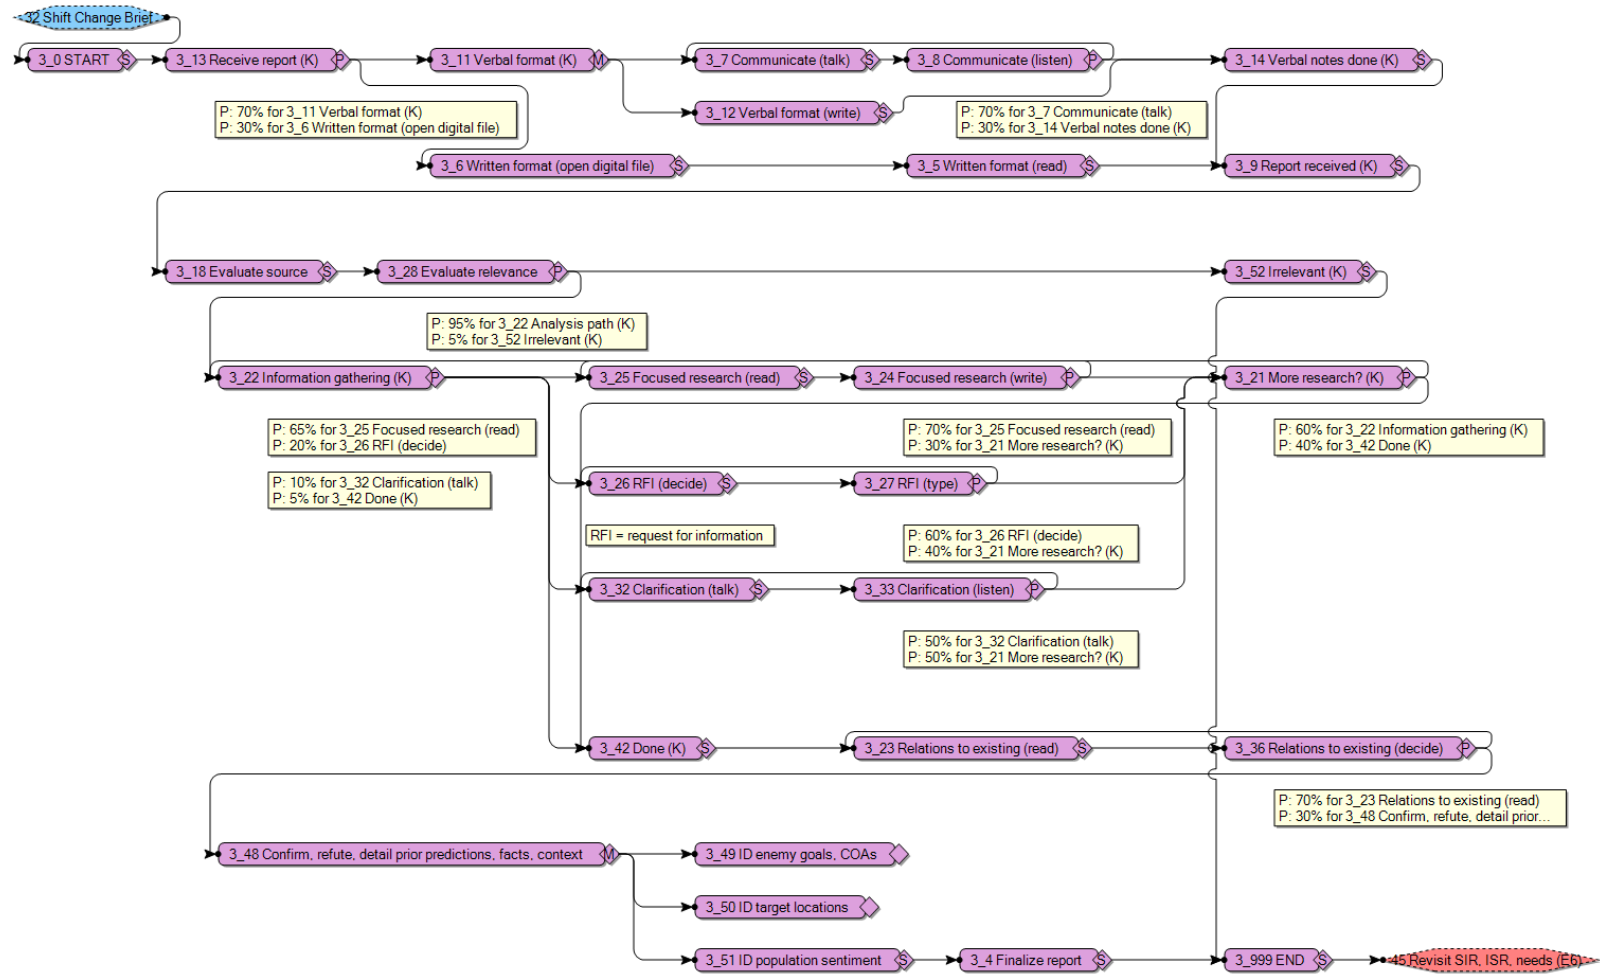 32 Shift Change Brief
3_0 START S
3_13 Receive report (K) P
3_11 Verbal format (K) M
3_7 Communicate (talk) S
3_8 Communicate (listen) P
3_14 Verbal notes done (K) S
P: 70% for 3_11 Verbal format (K)
P: 30% for 3_6 Written format (open digital file)
3_12 Verbal format (write) S
P: 70% for 3_7 Communicate (talk)
P: 30% for 3_14 Verbal notes done (K)
3_6 Written format (open digital file) S
3_5 Written format (read) S
3_9 Report received (K) S
3_18 Evaluate source S
3_28 Evaluate relevance P
3_52 Irrelevant (K) S
P: 95% for 3_22 Analysis path (K)
P: 5% for 3_52 Irrelevant (K)
3_22 Information gathering (K) P
3_25 Focused research (read) S
3_24 Focused research (write) P
3_21 More research? (K) P
P: 65% for 3_25 Focused research (read)
P: 20% for 3_26 RFI (decide)
P: 70% for 3_25 Focused research (read)
P: 30% for 3_21 More research? (K)
P: 60% for 3_22 Information gathering (K)
P: 40% for 3_42 Done (K)
P: 10% for 3_32 Clarification (talk)
P: 5% for 3_42 Done (K)
3_26 RFI (decide) S
3_27 RFI (type) P
RFI = request for information
P: 60% for 3_26 RFI (decide)
P: 40% for 3_21 More research? (K)
3_32 Clarification (talk) S
3_33 Clarification (listen) P
P: 50% for 3_32 Clarification (talk)
P: 50% for 3_21 More research? (K)
3_42 Done (K) S
3_23 Relations to existing (read) S
3_36 Relations to existing (decide) P
P: 70% for 3_23 Relations to existing (read)
P: 30% for 3_48 Confirm, refute, detail prior...
3_48 Confirm, refute, detail prior predictions, facts, context M
3_49 ID enemy goals, COAs
3_50 ID target locations
3_51 ID population sentiment S
3_4 Finalize report S
3_999 END S
45 Revisit SIR, ISR, needs (E6)